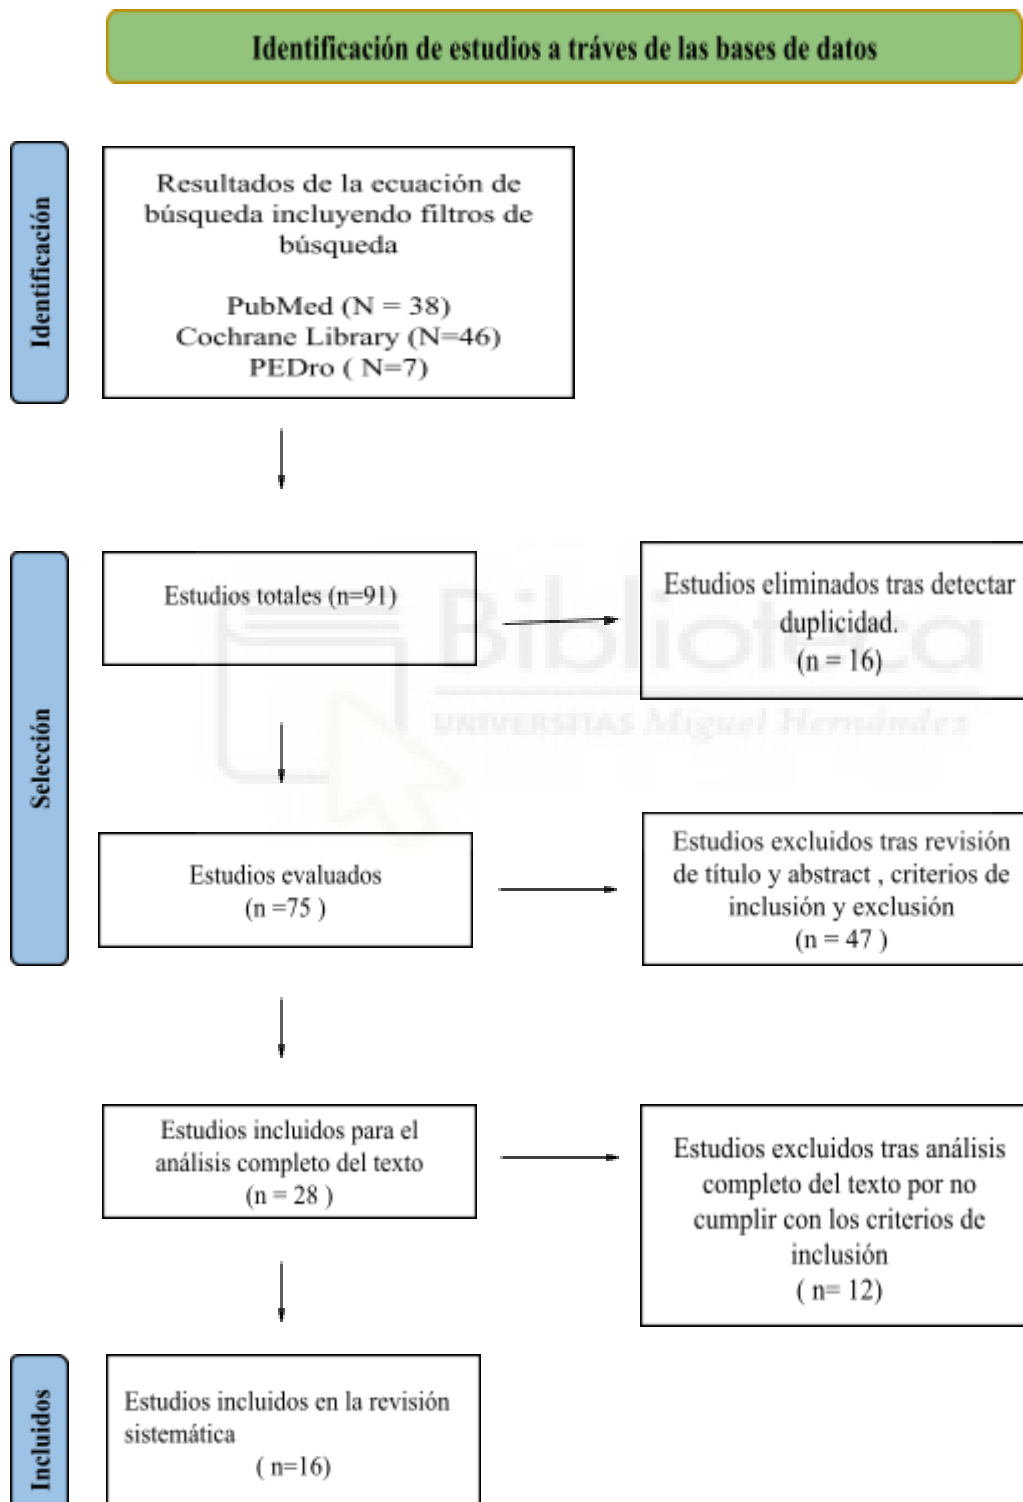 Identificación de estudios a tráves de las bases de datos
Identificación
Resultados de la ecuación de
búsqueda incluyendo filtros de
búsqueda
PubMed (N = 38)
Cochrane Library (N=46)
PEDro ( N=7)
Selección
Estudios totales (n=91)
Estudios eliminados tras detectar
duplicidad.
(n = 16)
Biblioteca
UNIVERSITAS Miguel Hernández
Estudios evaluados
(n =75 )
Estudios excluidos tras revisión
de título y abstract , criterios de
inclusión y exclusión
(n = 47 )
Estudios incluidos para el
análisis completo del texto
(n = 28 )
Estudios excluidos tras análisis
completo del texto por no
cumplir con los criterios de
inclusión
( n= 12)
Incluidos
Estudios incluidos en la revisión
sistemática
( n=16)